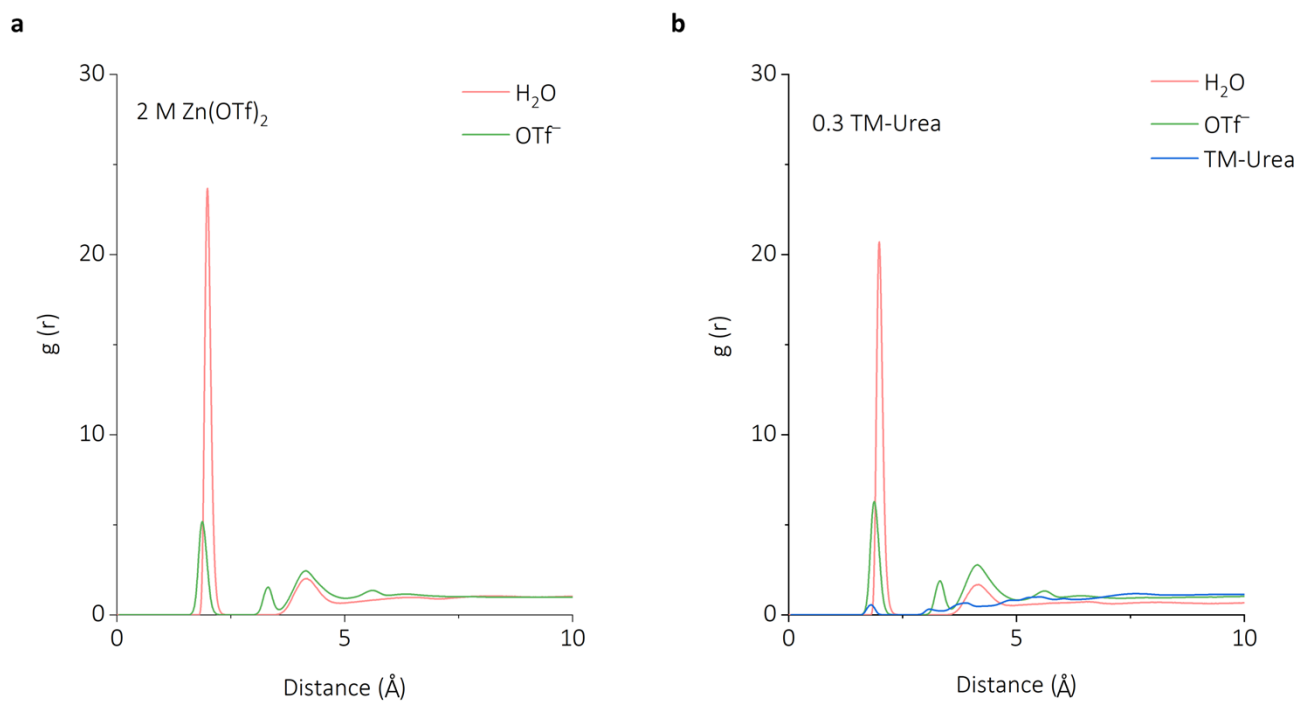 a
30
20
10
0
g (r)
2 M Zn(OTf)₂
H₂O
OTf⁻
0
5
10
Distance (Å)
b
30
20
10
0
g (r)
0.3 TM-Urea
H₂O
OTf⁻
TM-Urea
0
5
10
Distance (Å)